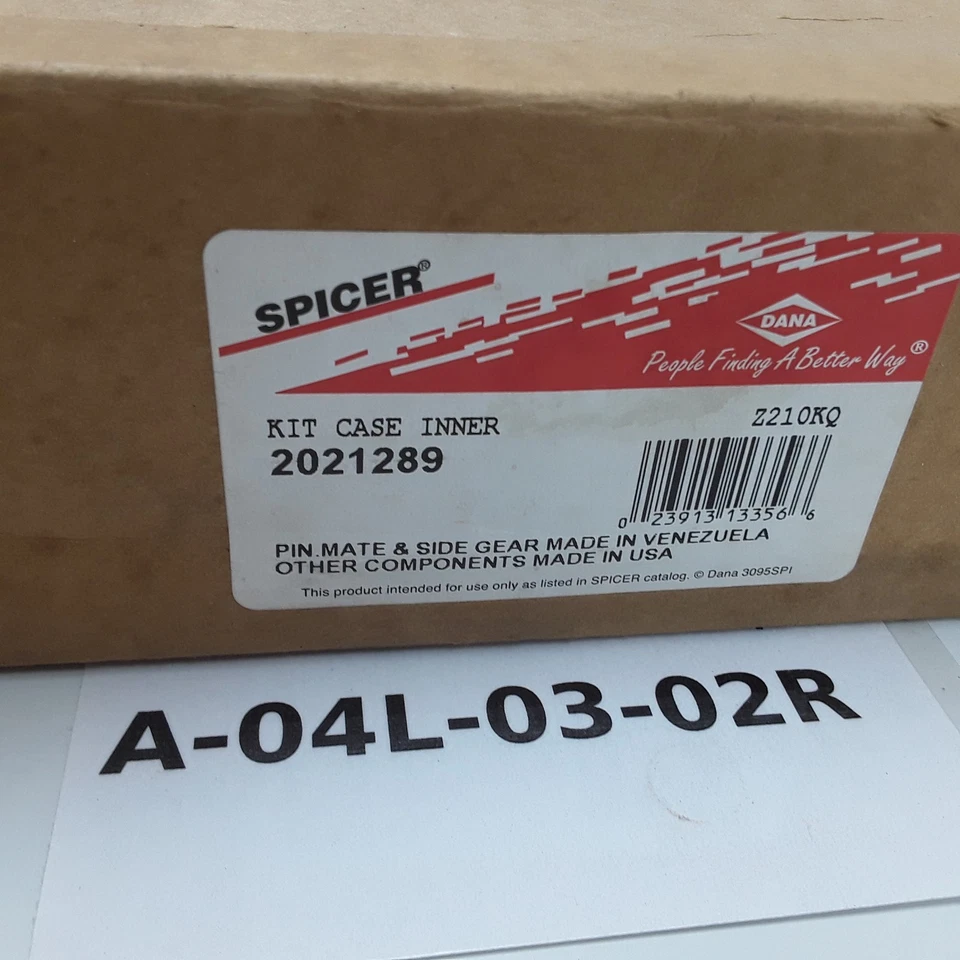 SPICER®
DANA
People Finding A Better Way®
KIT CASE INNER Z210KQ
2021289
0 23913 13356 6
PIN.MATE & SIDE GEAR MADE IN VENEZUELA
OTHER COMPONENTS MADE IN USA
This product intended for use only as listed in SPICER catalog. © Dana 3095SPI
A-04L-03-02R